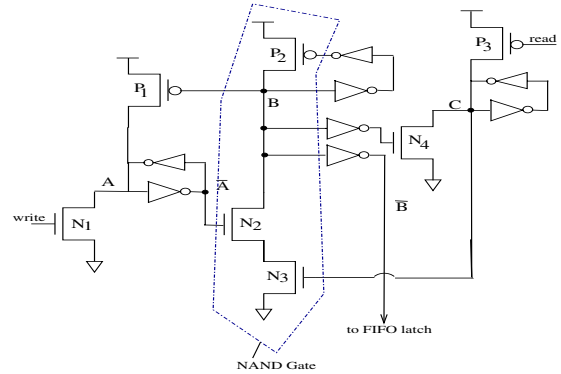 P2
P3
read
P1
B
C
N4
A
A
B
write
N1
N2
N3
to FIFO latch
NAND Gate